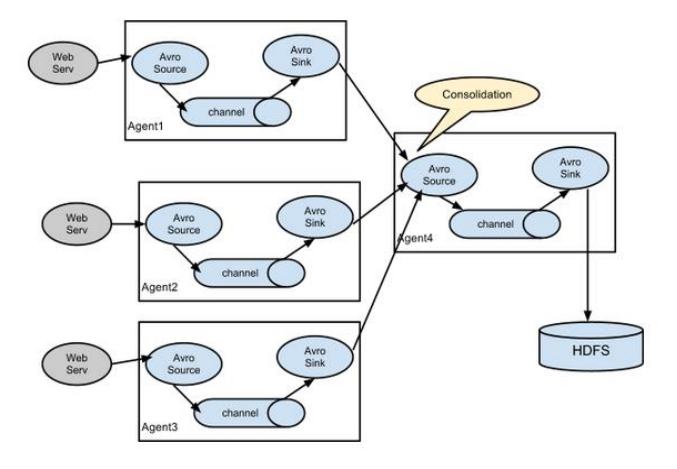 Web
Serv
Avro
Source
channel
Avro
Sink
Agent1
Consolidation
Web
Serv
Avro
Source
channel
Avro
Sink
Agent2
Avro
Source
channel
Avro
Sink
Agent4
Web
Serv
Avro
Source
channel
Avro
Sink
Agent3
HDFS